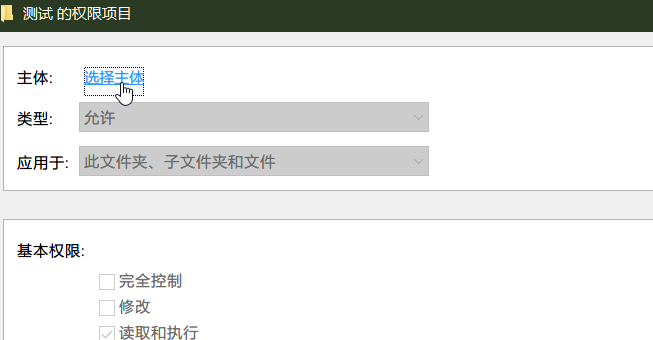 测试 的权限项目
主体: 选择主体
类型: 允许
应用于: 此文件夹、子文件夹和文件
基本权限:
完全控制
修改
读取和执行